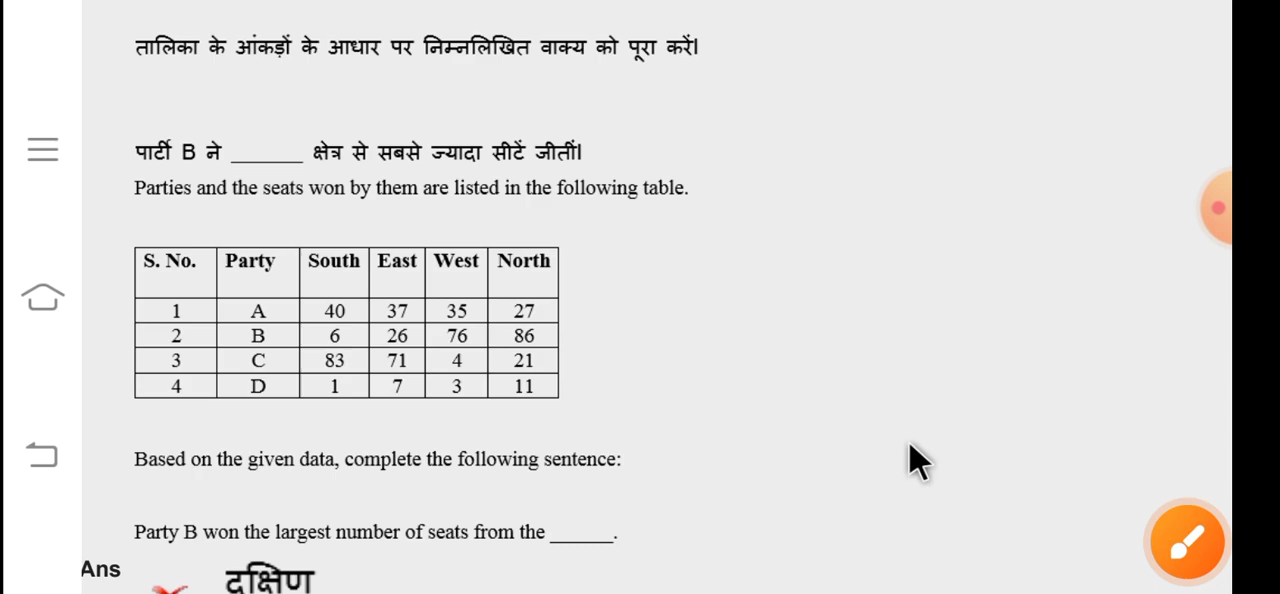 तालिका के आंकड़ों के आधार पर निम्नलिखित वाक्य को पूरा करें।
पार्टी B ने ______ क्षेत्र से सबसे ज्यादा सीटें जीतीं।
Parties and the seats won by them are listed in the following table.
S. No. Party South East West North
1 A 40 37 35 27
2 B 6 26 76 86
3 C 83 71 4 21
4 D 1 7 3 11
Based on the given data, complete the following sentence:
Party B won the largest number of seats from the ______.
Ans
दक्षिण